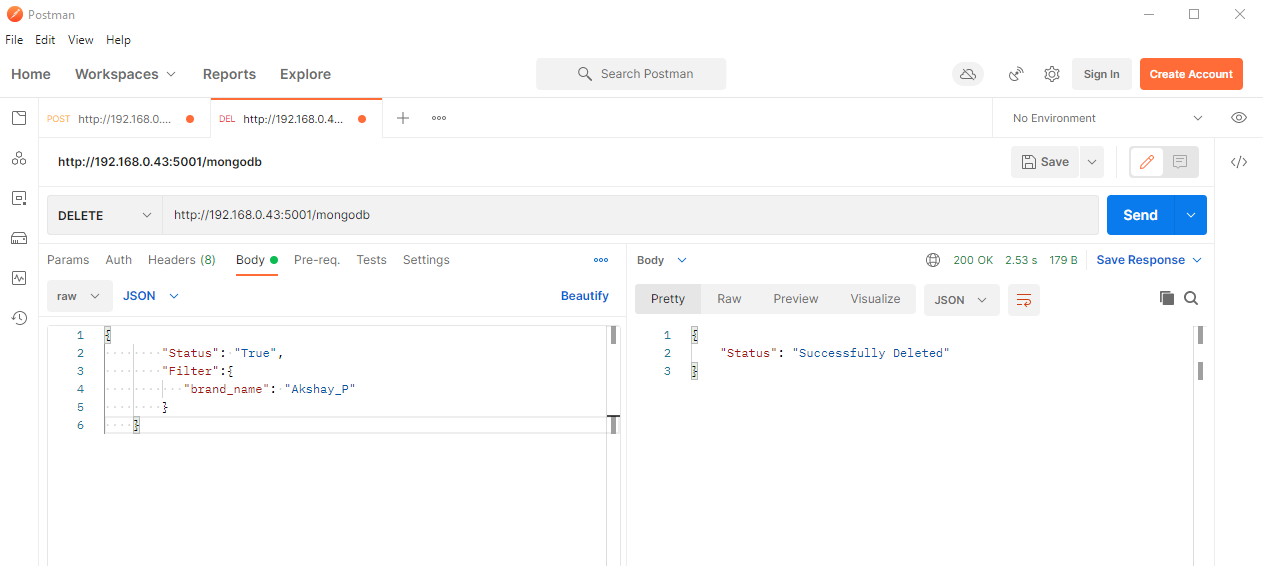 Postman
File Edit View Help
Home Workspaces Reports Explore Search Postman Sign In Create Account
POST http://192.168.0.... DEL http://192.168.0.4... No Environment
http://192.168.0.43:5001/mongodb Save
DELETE http://192.168.0.43:5001/mongodb Send
Params Auth Headers (8) Body Pre-req. Tests Settings
raw JSON Beautify
1 {
2 "Status": "True",
3 "Filter":{
4 "brand_name": "Akshay_P"
5 }
6 }
Body 200 OK 2.53 s 179 B Save Response
Pretty Raw Preview Visualize JSON
1 {
2 "Status": "Successfully Deleted"
3 }